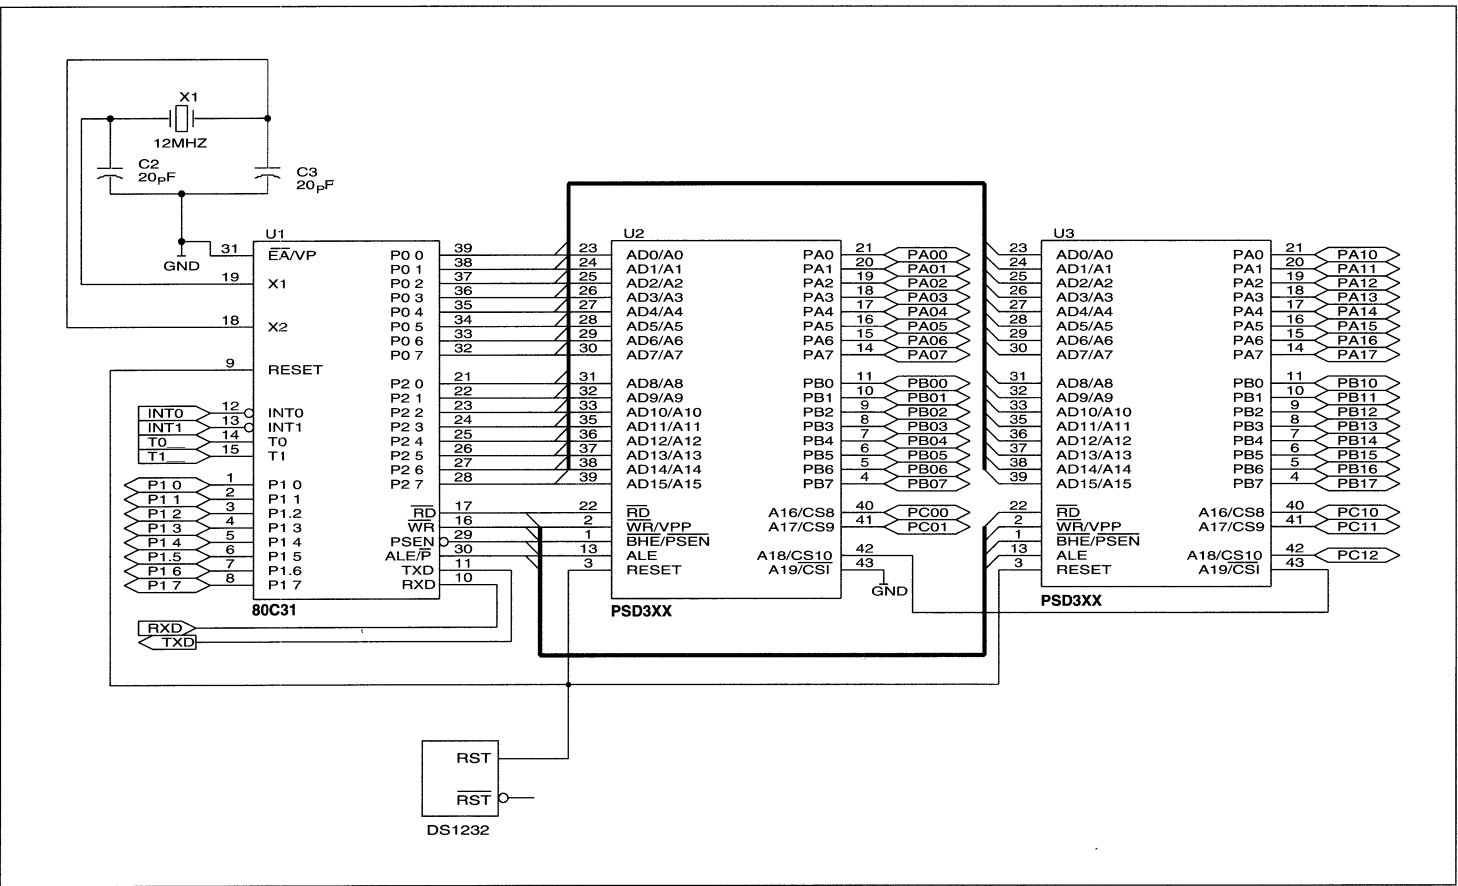 X1
12MHZ
C2
20pF
C3
20pF
GND
U1
31 EA/VP
19 X1
18 X2
9 RESET
INT0 12 INT0
INT1 13 INT1
T0 14 T0
T1 15 T1
P1 0 1 P1 0
P1 1 2 P1 1
P1 2 3 P1.2
P1 3 4 P1 3
P1 4 5 P1 4
P1.5 6 P1 5
P1 6 7 P1.6
P1 7 8 P1 7
P0 0 39
P0 1 38
P0 2 37
P0 3 36
P0 4 35
P0 5 34
P0 6 33
P0 7 32
P2 0 21
P2 1 22
P2 2 23
P2 3 24
P2 4 25
P2 5 26
P2 6 27
P2 7 28
RD 17
WR 16
PSEN 29
ALE/P 30
TXD 11
RXD 10
80C31
RXD
TXD
U2
23 AD0/A0
24 AD1/A1
25 AD2/A2
26 AD3/A3
27 AD4/A4
28 AD5/A5
29 AD6/A6
30 AD7/A7
31 AD8/A8
32 AD9/A9
33 AD10/A10
35 AD11/A11
36 AD12/A12
37 AD13/A13
38 AD14/A14
39 AD15/A15
22 RD
2 WR/VPP
1 BHE/PSEN
13 ALE
3 RESET
PA0 21 PA00
PA1 20 PA01
PA2 19 PA02
PA3 18 PA03
PA4 17 PA04
PA5 16 PA05
PA6 15 PA06
PA7 14 PA07
PB0 11 PB00
PB1 10 PB01
PB2 9 PB02
PB3 8 PB03
PB4 7 PB04
PB5 6 PB05
PB6 5 PB06
PB7 4 PB07
A16/CS8 40 PC00
A17/CS9 41 PC01
A18/CS10 42
A19/CSI 43
GND
PSD3XX
U3
23 AD0/A0
24 AD1/A1
25 AD2/A2
26 AD3/A3
27 AD4/A4
28 AD5/A5
29 AD6/A6
30 AD7/A7
31 AD8/A8
32 AD9/A9
33 AD10/A10
35 AD11/A11
36 AD12/A12
37 AD13/A13
38 AD14/A14
39 AD15/A15
22 RD
2 WR/VPP
1 BHE/PSEN
13 ALE
3 RESET
PA0 21 PA10
PA1 20 PA11
PA2 19 PA12
PA3 18 PA13
PA4 17 PA14
PA5 16 PA15
PA6 15 PA16
PA7 14 PA17
PB0 11 PB10
PB1 10 PB11
PB2 9 PB12
PB3 8 PB13
PB4 7 PB14
PB5 6 PB15
PB6 5 PB16
PB7 4 PB17
A16/CS8 40 PC10
A17/CS9 41 PC11
A18/CS10 42 PC12
A19/CSI 43
PSD3XX
RST
RST
DS1232